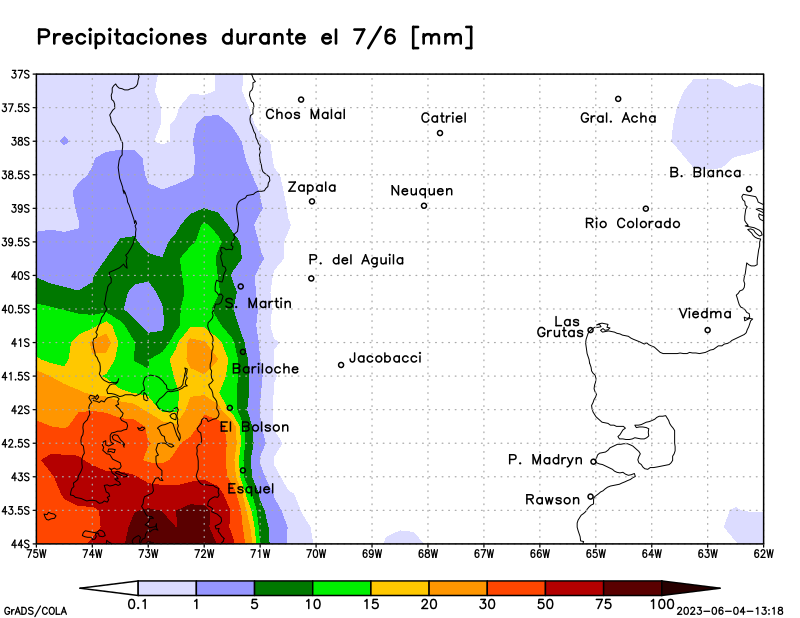 Precipitaciones durante el 7/6 [mm]
37S
37.5S
Chos Malal
Catriel
Gral. Acha
38S
38.5S
B. Blanca
Zapala
Neuquen
39S
Rio Colorado
39.5S
P. del Aguila
40S
S. Martin
40.5S
Viedma
Las
Grutas
41S
Jacobacci
Bariloche
41.5S
42S
El Bolson
42.5S
P. Madryn
43S
Esquel
Rawson
43.5S
44S
75W 74W 73W 72W 71W 70W 69W 68W 67W 66W 65W 64W 63W 62W
0.1 1 5 10 15 20 30 50 75 100
GrADS/COLA
2023-06-04-13:18